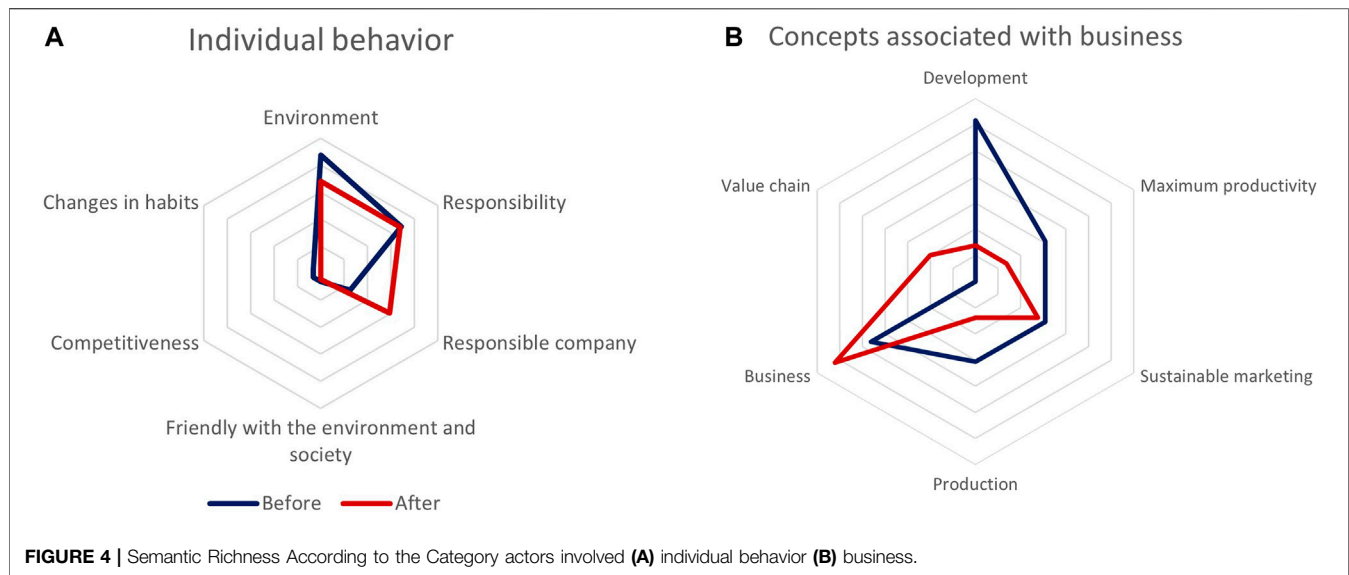 A
Individual behavior
Environment
Changes in habits
Responsibility
Competitiveness
Responsible company
Friendly with the environment and
society
Before
After
B
Concepts associated with business
Development
Value chain
Maximum productivity
Business
Sustainable marketing
Production
FIGURE 4 | Semantic Richness According to the Category actors involved (A) individual behavior (B) business.